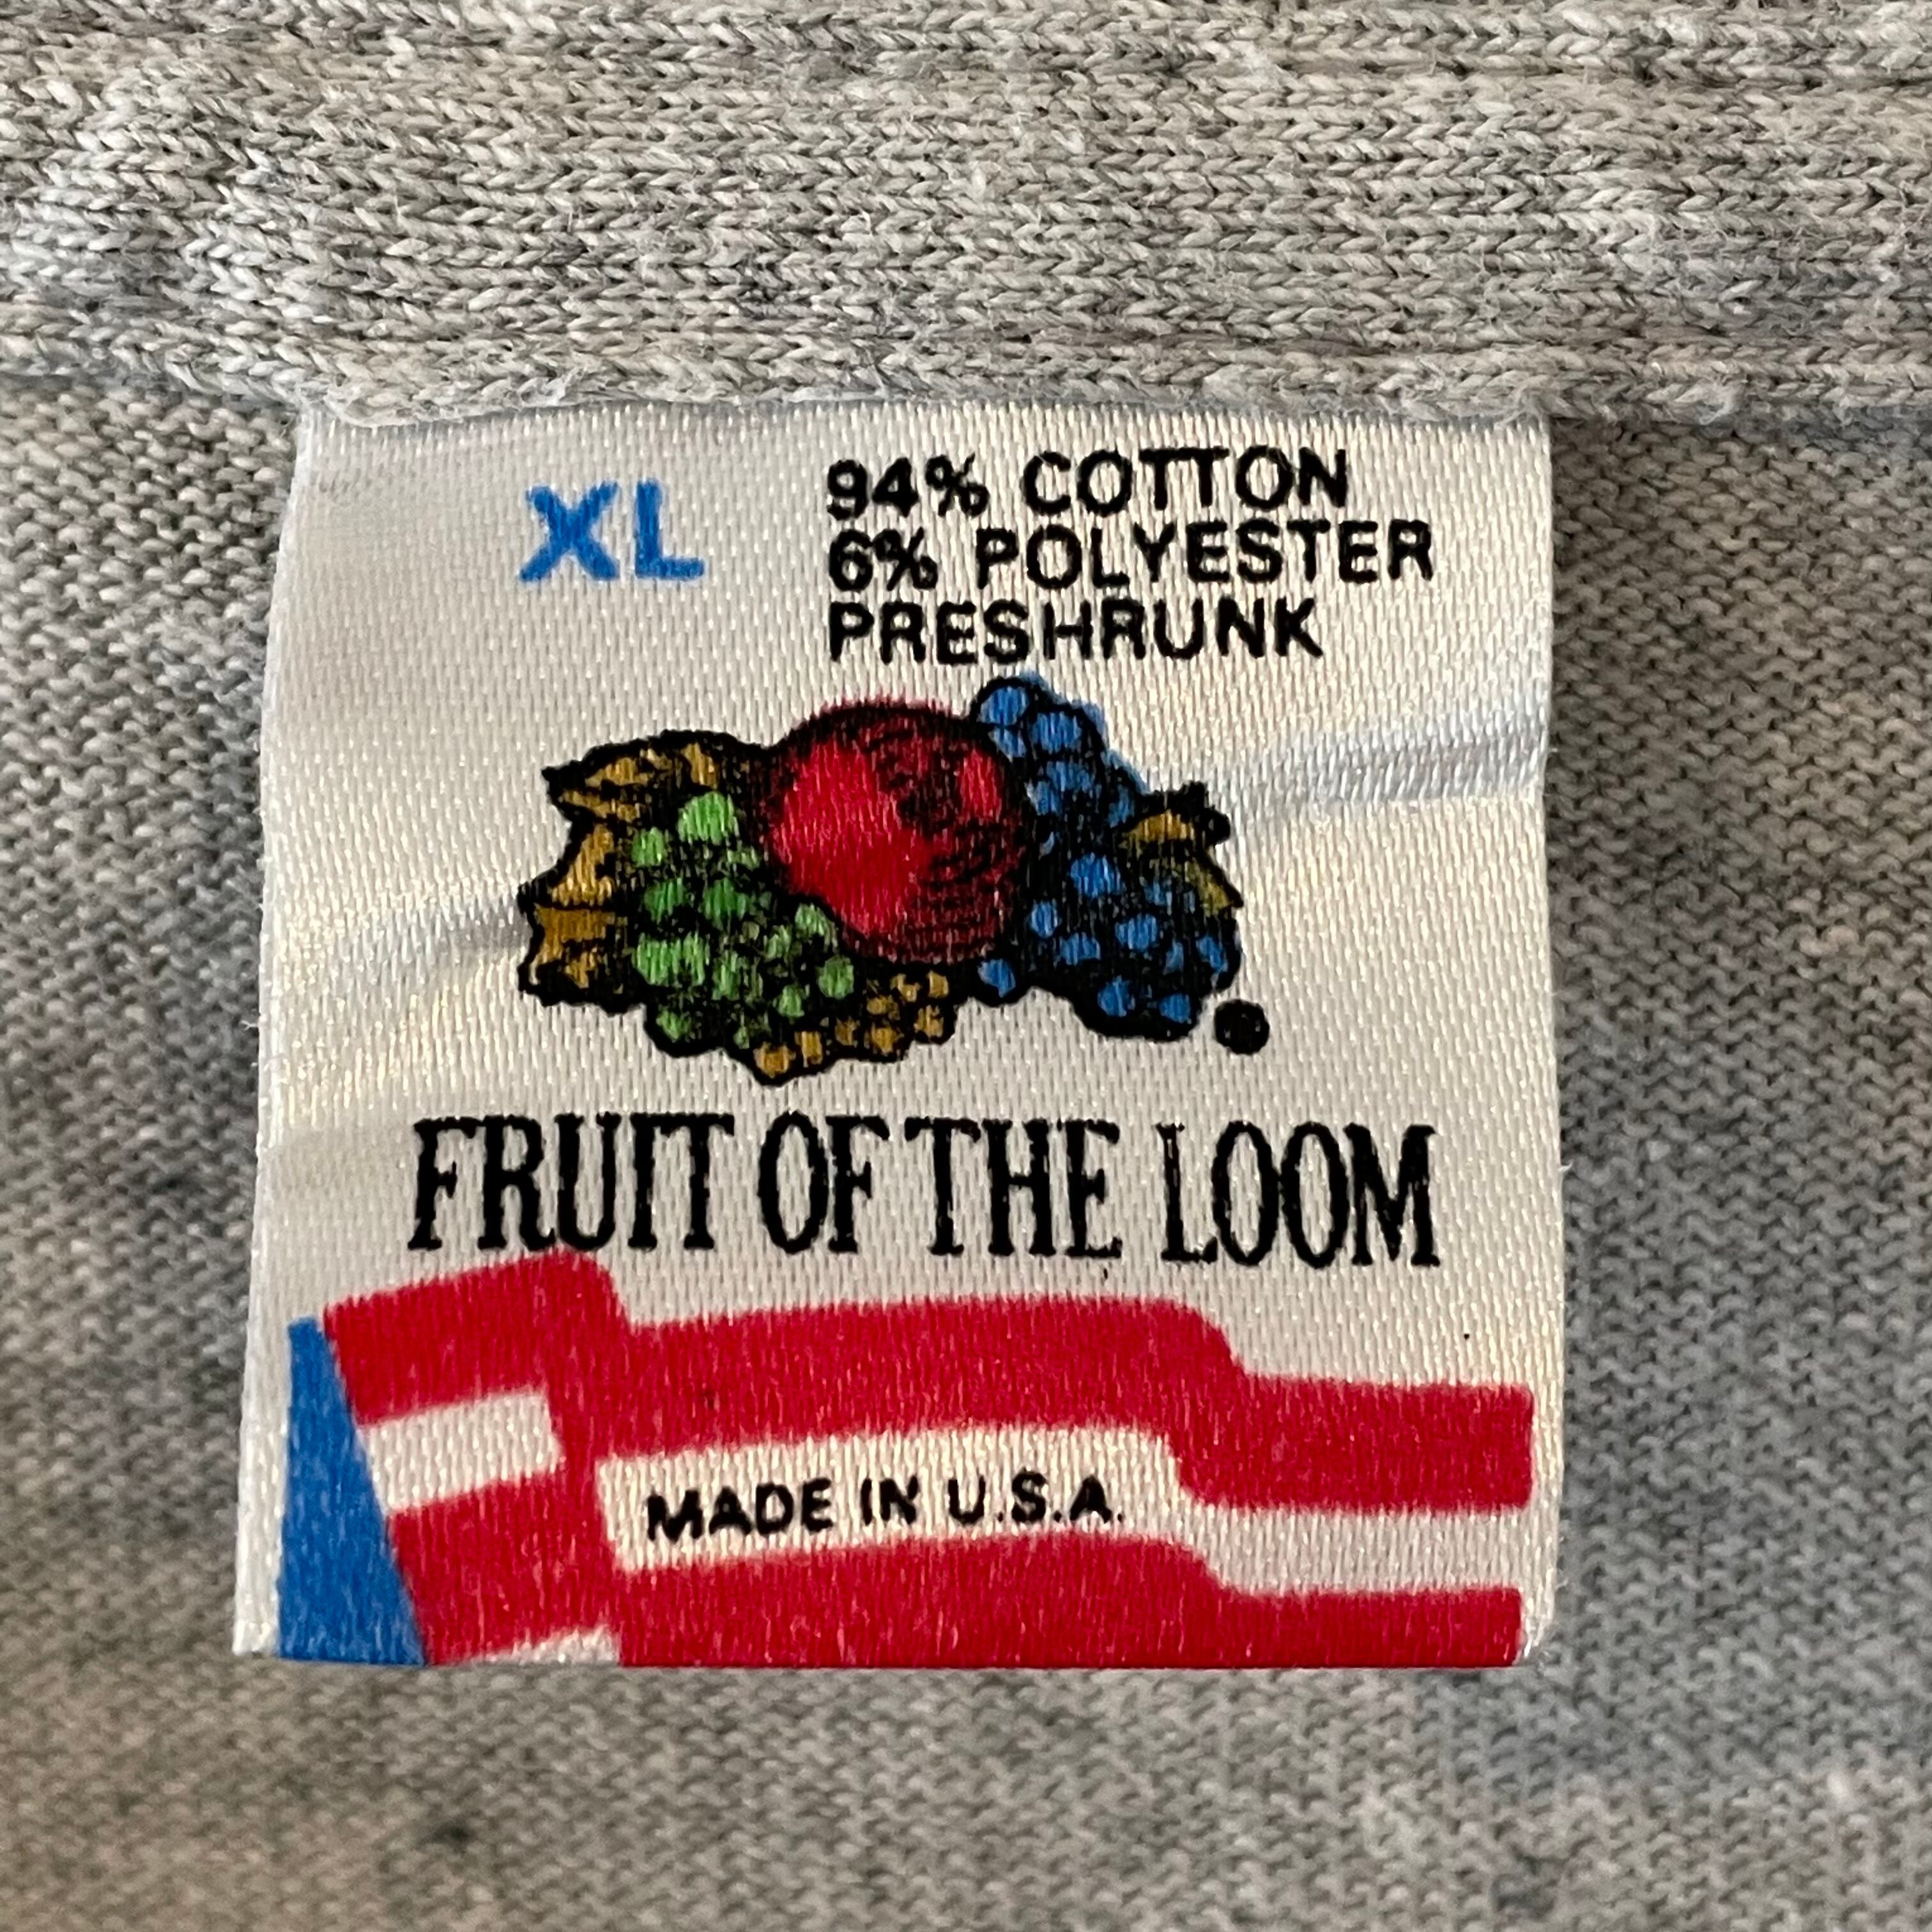 XL
94% COTTON
6% POLYESTER
PRESHRUNK
FRUIT OF THE LOOM
MADE IN U.S.A.